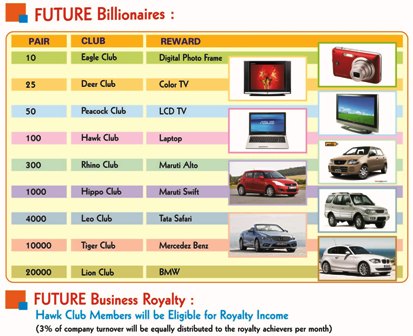 FUTURE Billionaires :
PAIR CLUB REWARD
10 Eagle Club Digital Photo Frame
25 Deer Club Color TV
50 Peacock Club LCD TV
100 Hawk Club Laptop
300 Rhino Club Maruti Alto
1000 Hippo Club Maruti Swift
4000 Leo Club Tata Safari
10000 Tiger Club Mercedez Benz
20000 Lion Club BMW
FUTURE Business Royalty :
Hawk Club Members will be Eligible for Royalty Income
(3% of company turnover will be equally distributed to the royalty achievers per month)